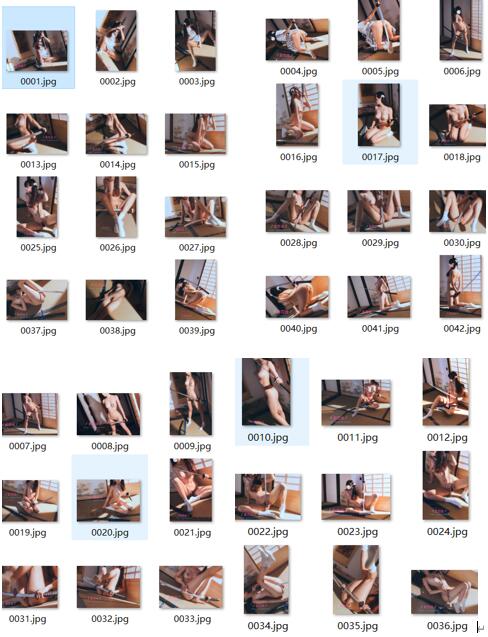 0001.jpg 0002.jpg 0003.jpg 0004.jpg 0005.jpg 0006.jpg
0013.jpg 0014.jpg 0015.jpg 0016.jpg 0017.jpg 0018.jpg
0025.jpg 0026.jpg 0027.jpg 0028.jpg 0029.jpg 0030.jpg
0037.jpg 0038.jpg 0039.jpg 0040.jpg 0041.jpg 0042.jpg
0007.jpg 0008.jpg 0009.jpg 0010.jpg 0011.jpg 0012.jpg
0019.jpg 0020.jpg 0021.jpg 0022.jpg 0023.jpg 0024.jpg
0031.jpg 0032.jpg 0033.jpg 0034.jpg 0035.jpg 0036.jpg